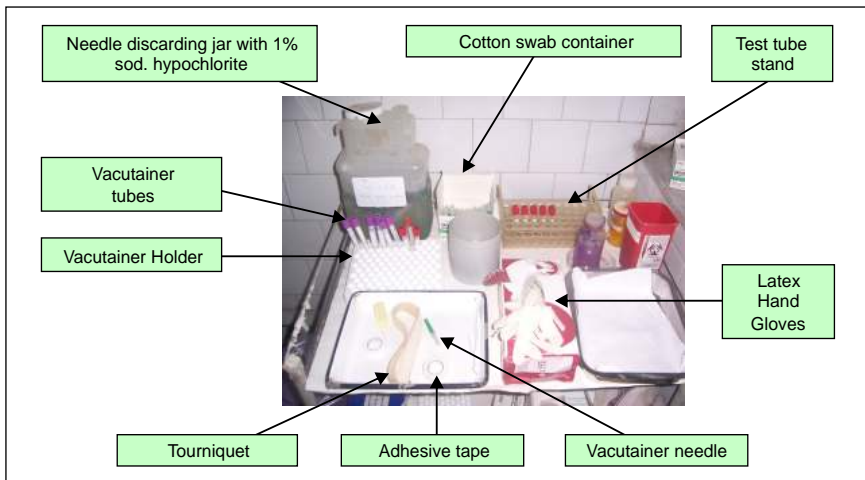 Needle discarding jar with 1%
sod. hypochlorite
Cotton swab container
Test tube
stand
Vacutainer
tubes
Vacutainer Holder
Latex
Hand
Gloves
Tourniquet
Adhesive tape
Vacutainer needle